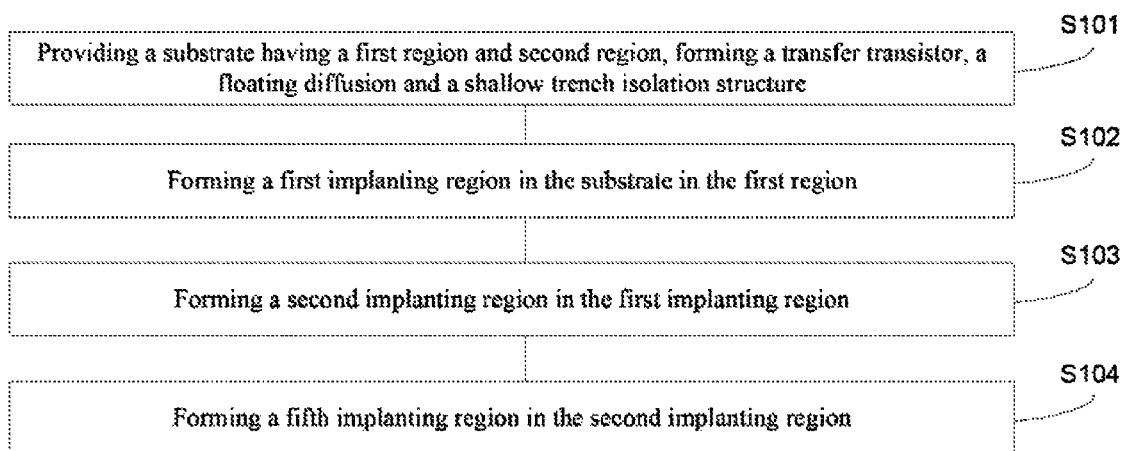 S101
Providing a substrate having a first region and second region, forming a transfer transistor, a
floating diffusion and a shallow trench isolation structure
S102
Forming a first implanting region in the substrate in the first region
S103
Forming a second implanting region in the first implanting region
S104
Forming a fifth implanting region in the second implanting region